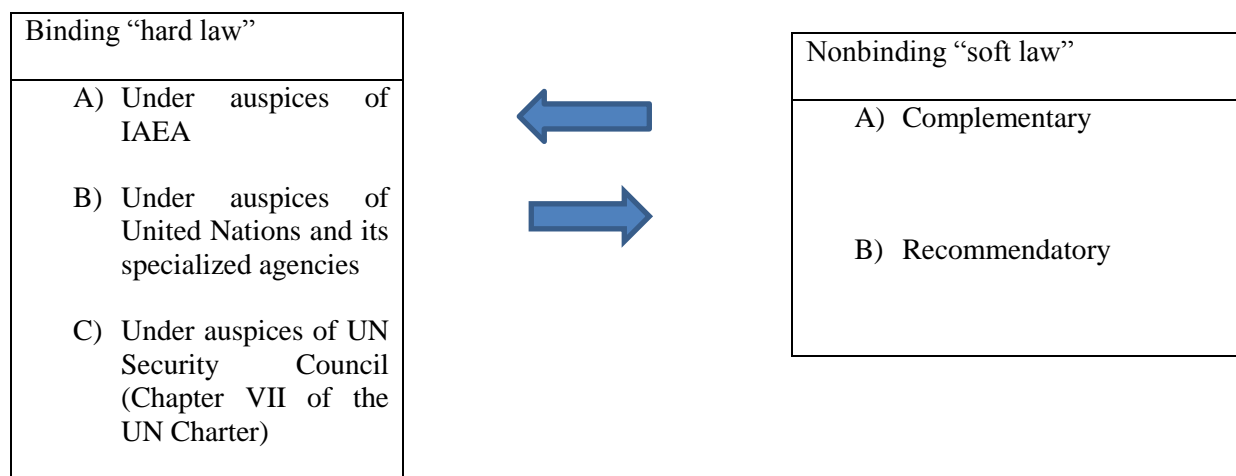 Binding “hard law”
A) Under auspices of
IAEA
B) Under auspices of
United Nations and its
specialized agencies
C) Under auspices of UN
Security Council
(Chapter VII of the
UN Charter)
Nonbinding “soft law”
A) Complementary
B) Recommendatory